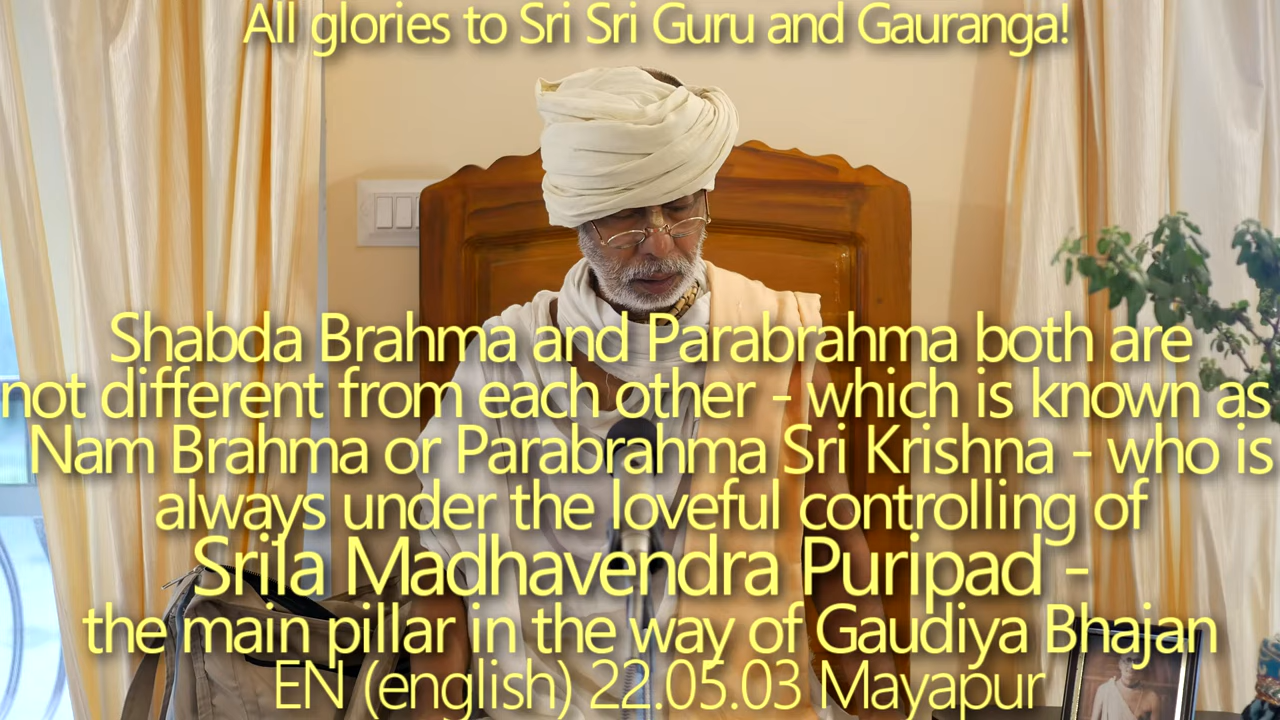 All glories to Sri Sri Guru and Gauranga!
Shabda Brahma and Parabrahma both are
not different from each other - which is known as
Nam Brahma or Parabrahma Sri Krishna - who is
always under the loveful controlling of
Srila Madhavendra Puripad -
the main pillar in the way of Gaudiya Bhajan
EN (english) 22.05.03 Mayapur